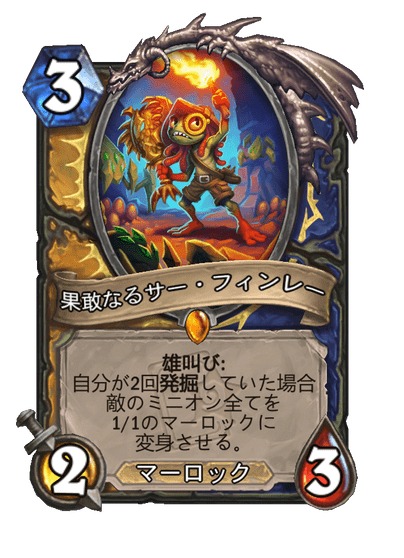 3
果敢なるサー・フィンレー
雄叫び:
自分が2回発掘していた場合
敵のミニオン全てを
1/1のマーロックに
変身させる。
2
マーロック
3